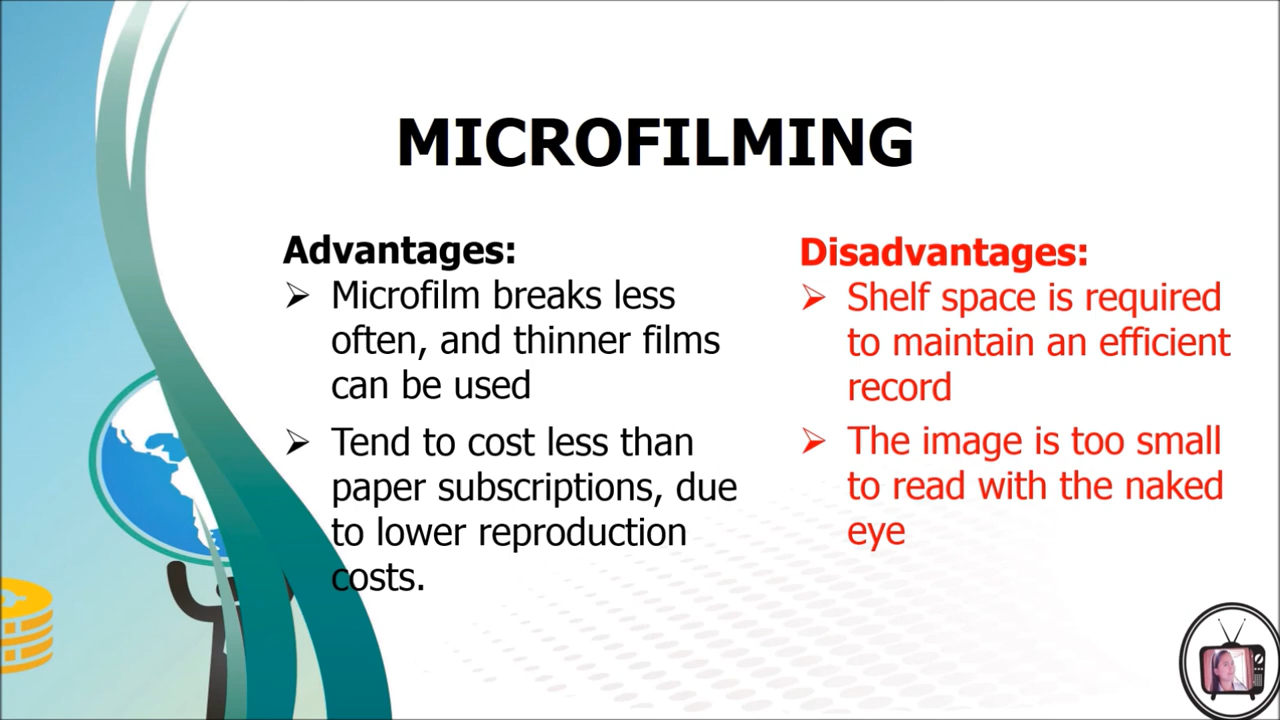 MICROFILMING
Advantages:
➢ Microfilm breaks less
often, and thinner films
can be used
➢ Tend to cost less than
paper subscriptions, due
to lower reproduction
costs.
Disadvantages:
➢ Shelf space is required
to maintain an efficient
record
➢ The image is too small
to read with the naked
eye